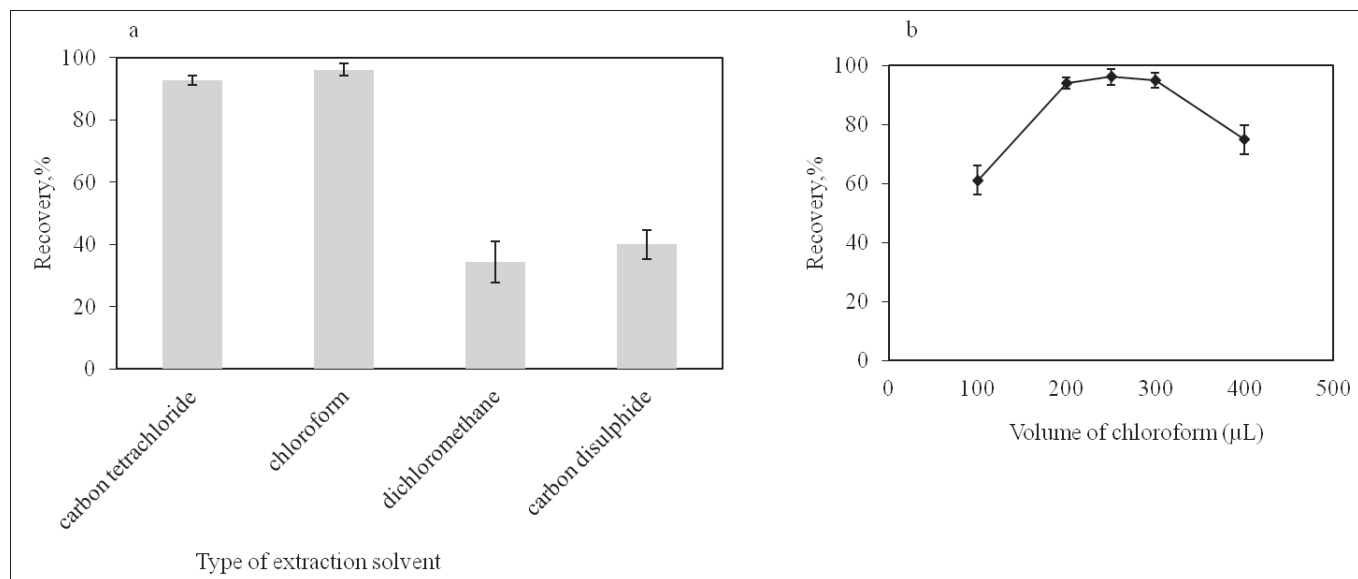 a
100
80
60
40
20
0
Recovery,%
carbon tetrachloride
chloroform
dichloromethane
carbon disulphide
Type of extraction solvent
b
100
80
60
40
20
0
Recovery,%
0 100 200 300 400 500
Volume of chloroform (µL)